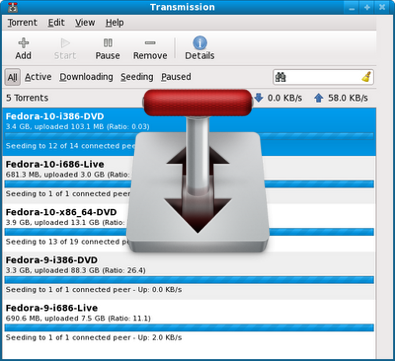 Transmission
Torrent Edit View Help
Add Start Pause Remove Details
All Active Downloading Seeding Paused
5 Torrents 0.0 KB/s 58.0 KB/s
Fedora-10-i386-DVD
3.4 GB, uploaded 103.1 MB (Ratio: 0.03)
Seeding to 12 of 14 connected pee
Fedora-10-i686-Live
681.3 MB, uploaded 3.0 GB (Ratio:
Seeding to 1 of 1 connected peer
Fedora-10-x86_64-DVD
3.9 GB, uploaded 13.1 GB (Ratio:
Seeding to 13 of 19 connected p
Fedora-9-i386-DVD
3.3 GB, uploaded 88.3 GB (Ratio: 26.4)
Seeding to 1 of 1 connected peer - Up: 0.0 KB/s
Fedora-9-i686-Live
690.6 MB, uploaded 7.5 GB (Ratio: 11.1)
Seeding to 1 of 1 connected peer - Up: 2.0 KB/s